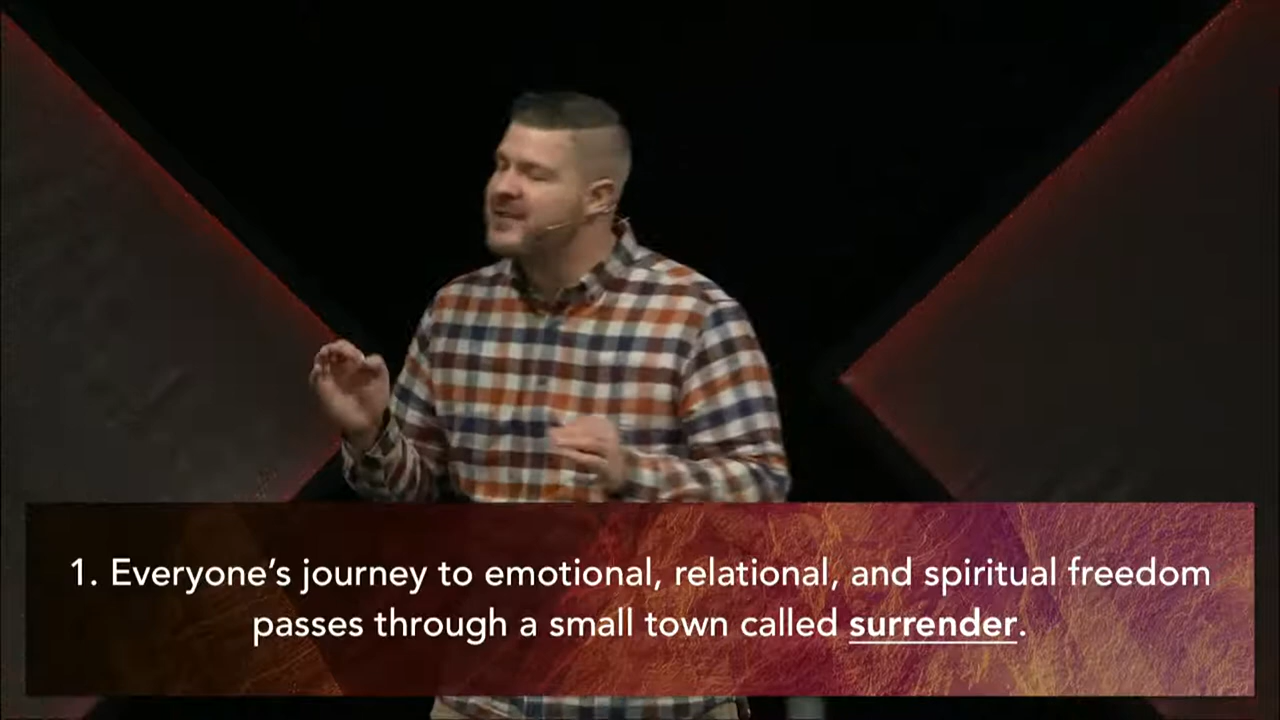 1. Everyone’s journey to emotional, relational, and spiritual freedom
passes through a small town called surrender.